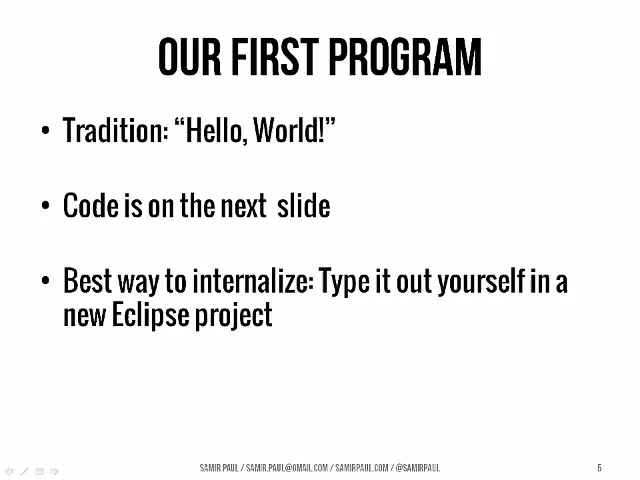 OUR FIRST PROGRAM
• Tradition: “Hello, World!”
• Code is on the next slide
• Best way to internalize: Type it out yourself in a
new Eclipse project
SAMIR PAUL / SAMIR.PAUL@GMAIL.COM / SAMIRPAUL.COM / @SAMIRPAUL
5